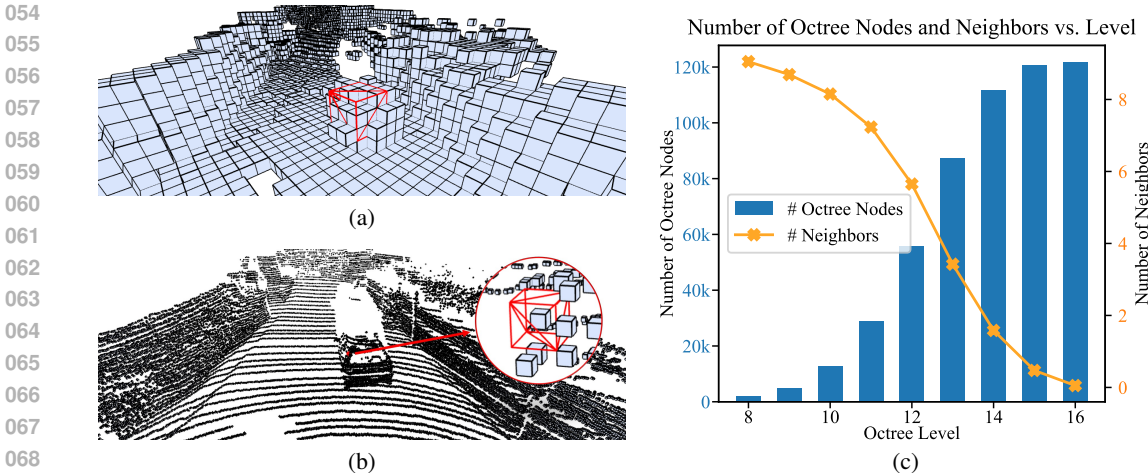 054
055
056
057
058
059
060
061
062
063
064
065
066
067
068
(a)
(b)
Number of Octree Nodes and Neighbors vs. Level
120k
100k
80k
60k
40k
20k
0
Number of Octree Nodes
# Octree Nodes
# Neighbors
8
6
4
2
0
Number of Neighbors
8 10 12 14 16
Octree Level
(c)